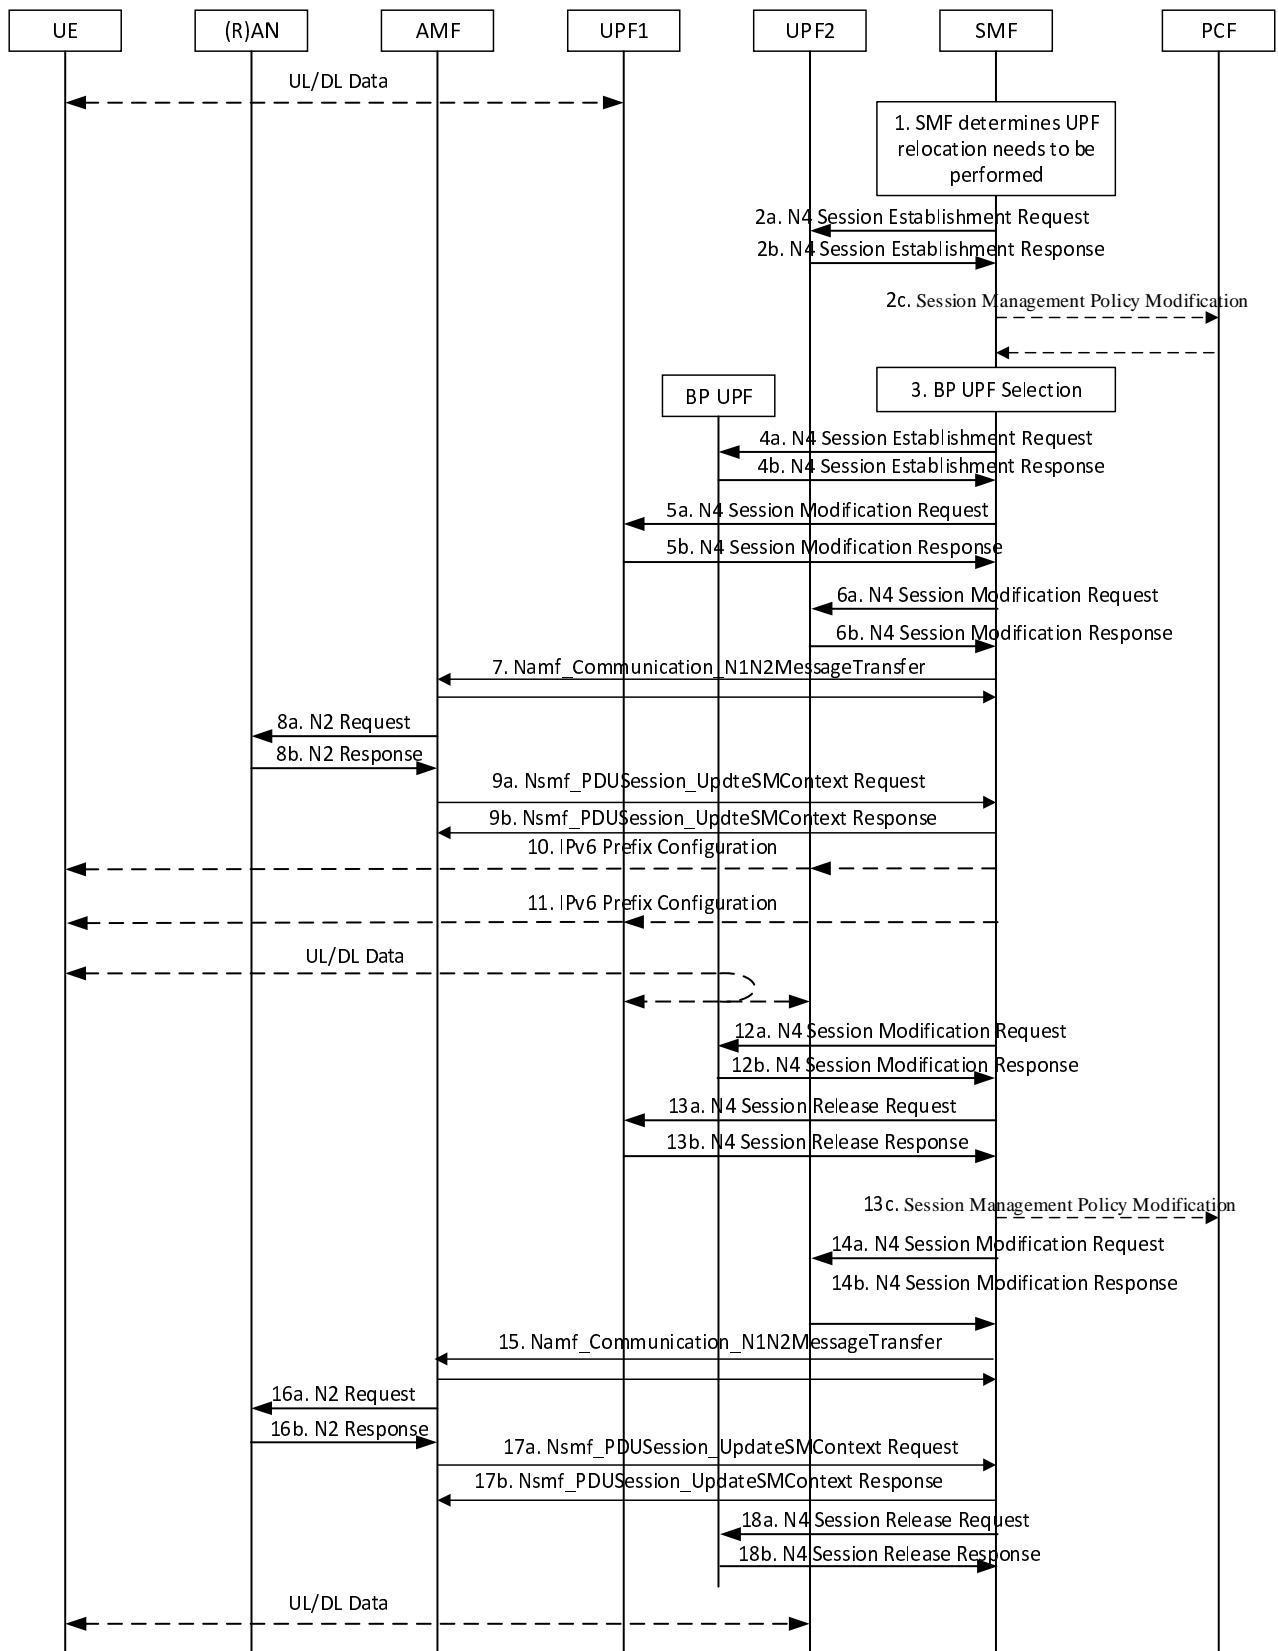 UE
(R)AN
AMF
UPF1
UPF2
SMF
PCF
UL/DL Data
1. SMF determines UPF
relocation needs to be
performed
2a. N4 Session Establishment Request
2b. N4 Session Establishment Response
2c. Session Management Policy Modification
BP UPF
3. BP UPF Selection
4a. N4 Session Establishment Request
4b. N4 Session Establishment Response
5a. N4 Session Modification Request
5b. N4 Session Modification Response
6a. N4 Session Modification Request
6b. N4 Session Modification Response
7. Namf_Communication_N1N2MessageTransfer
8a. N2 Request
8b. N2 Response
9a. Nsmf_PDUSession_UpdteSMContext Request
9b. Nsmf_PDUSession_UpdteSMContext Response
10. IPv6 Prefix Configuration
11. IPv6 Prefix Configuration
UL/DL Data
12a. N4 Session Modification Request
12b. N4 Session Modification Response
13a. N4 Session Release Request
13b. N4 Session Release Response
13c. Session Management Policy Modification
14a. N4 Session Modification Request
14b. N4 Session Modification Response
15. Namf_Communication_N1N2MessageTransfer
16a. N2 Request
16b. N2 Response
17a. Nsmf_PDUSession_UpdateSMContext Request
17b. Nsmf_PDUSession_UpdateSMContext Response
18a. N4 Session Release Request
18b. N4 Session Release Response
UL/DL Data